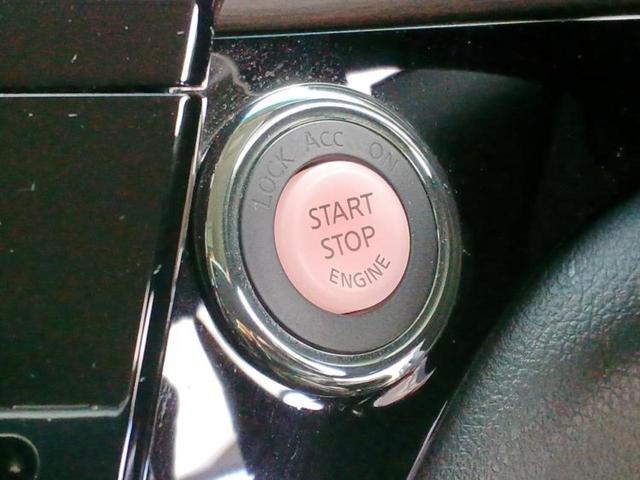 LOCK ACC ON
START
STOP
ENGINE